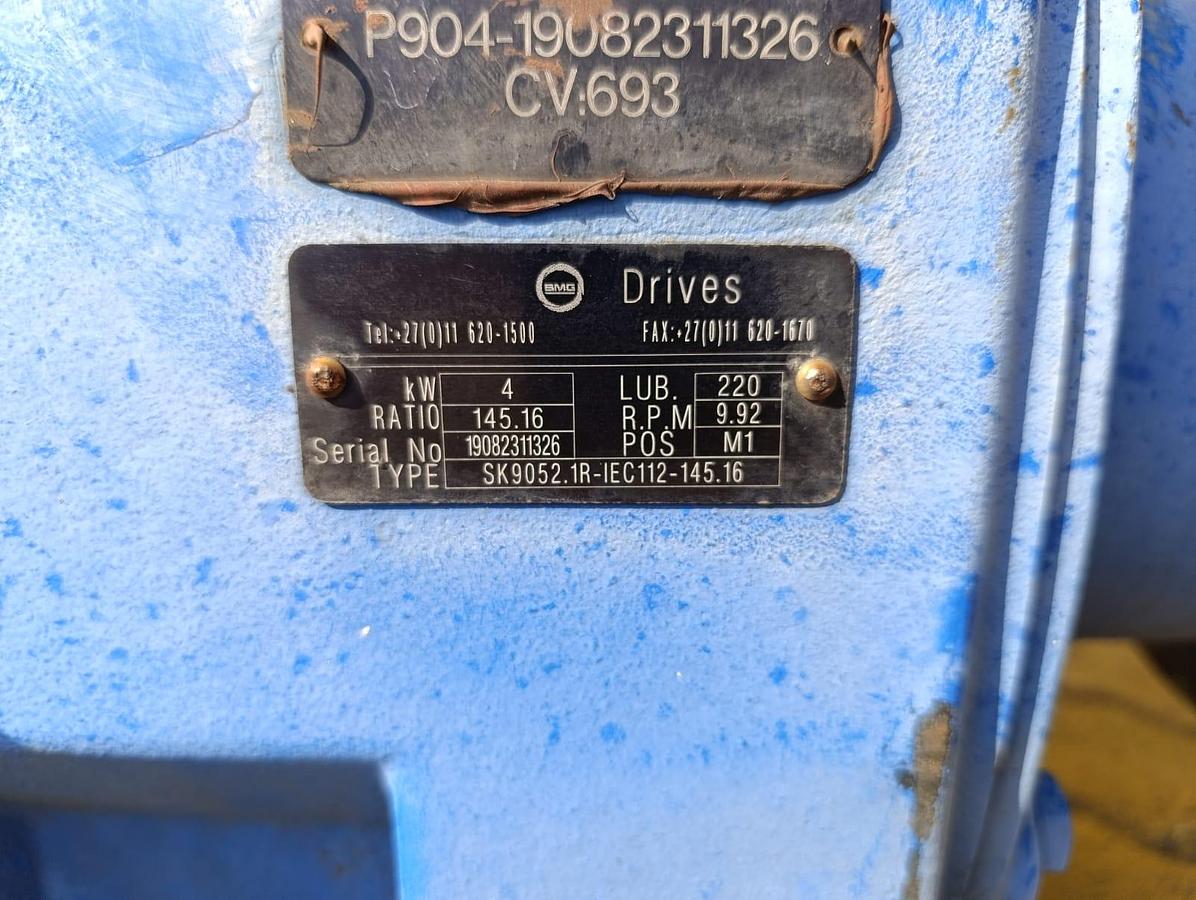 P904-19082311326
CV:693
BMG Drives
Tel:+27(0)11 620-1500 FAX:+27(0)11 620-1670
kW 4 LUB. 220
RATIO 145.16 R.P.M 9.92
Serial No 19082311326 POS M1
TYPE SK9052.1R-IEC112-145.16